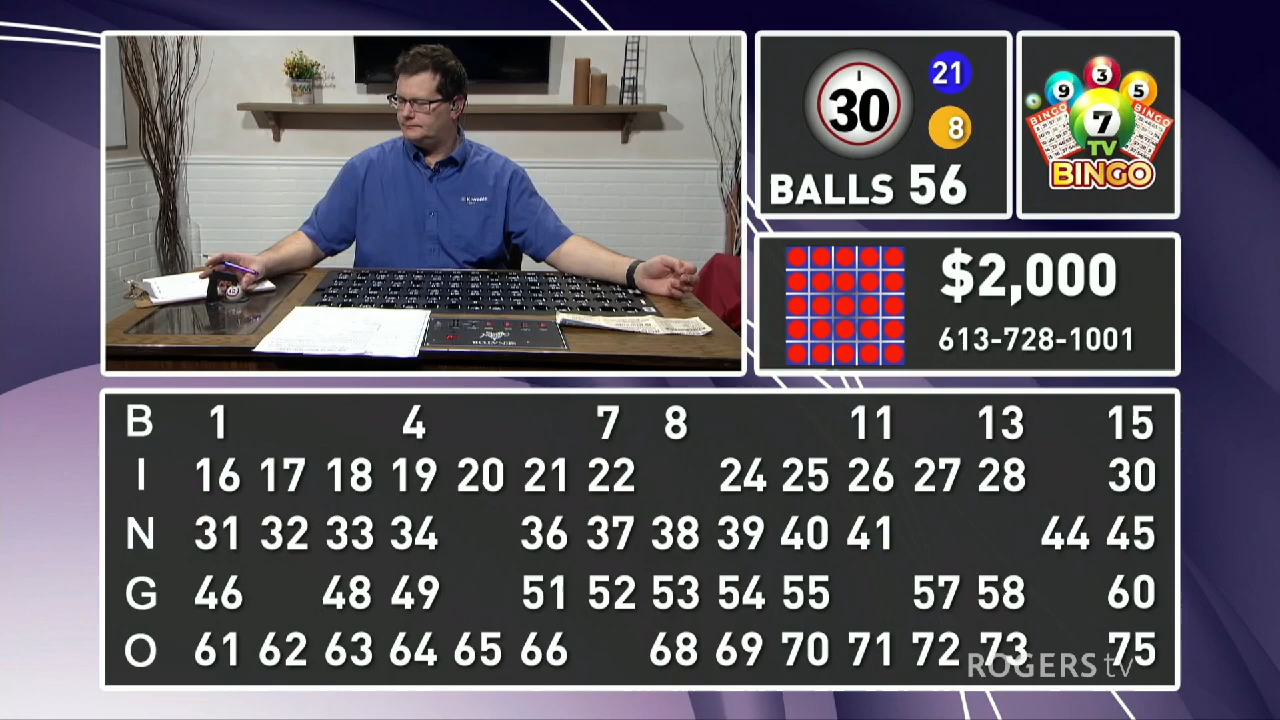 I
30
21
8
BALLS 56
9
3
5
BINGO
7
BINGO
TV
BINGO
$2,000
613-728-1001
B 1 4 7 8 11 13 15
I 16 17 18 19 20 21 22 24 25 26 27 28 30
N 31 32 33 34 36 37 38 39 40 41 44 45
G 46 48 49 51 52 53 54 55 57 58 60
O 61 62 63 64 65 66 68 69 70 71 72 73 75
ROGERS tv